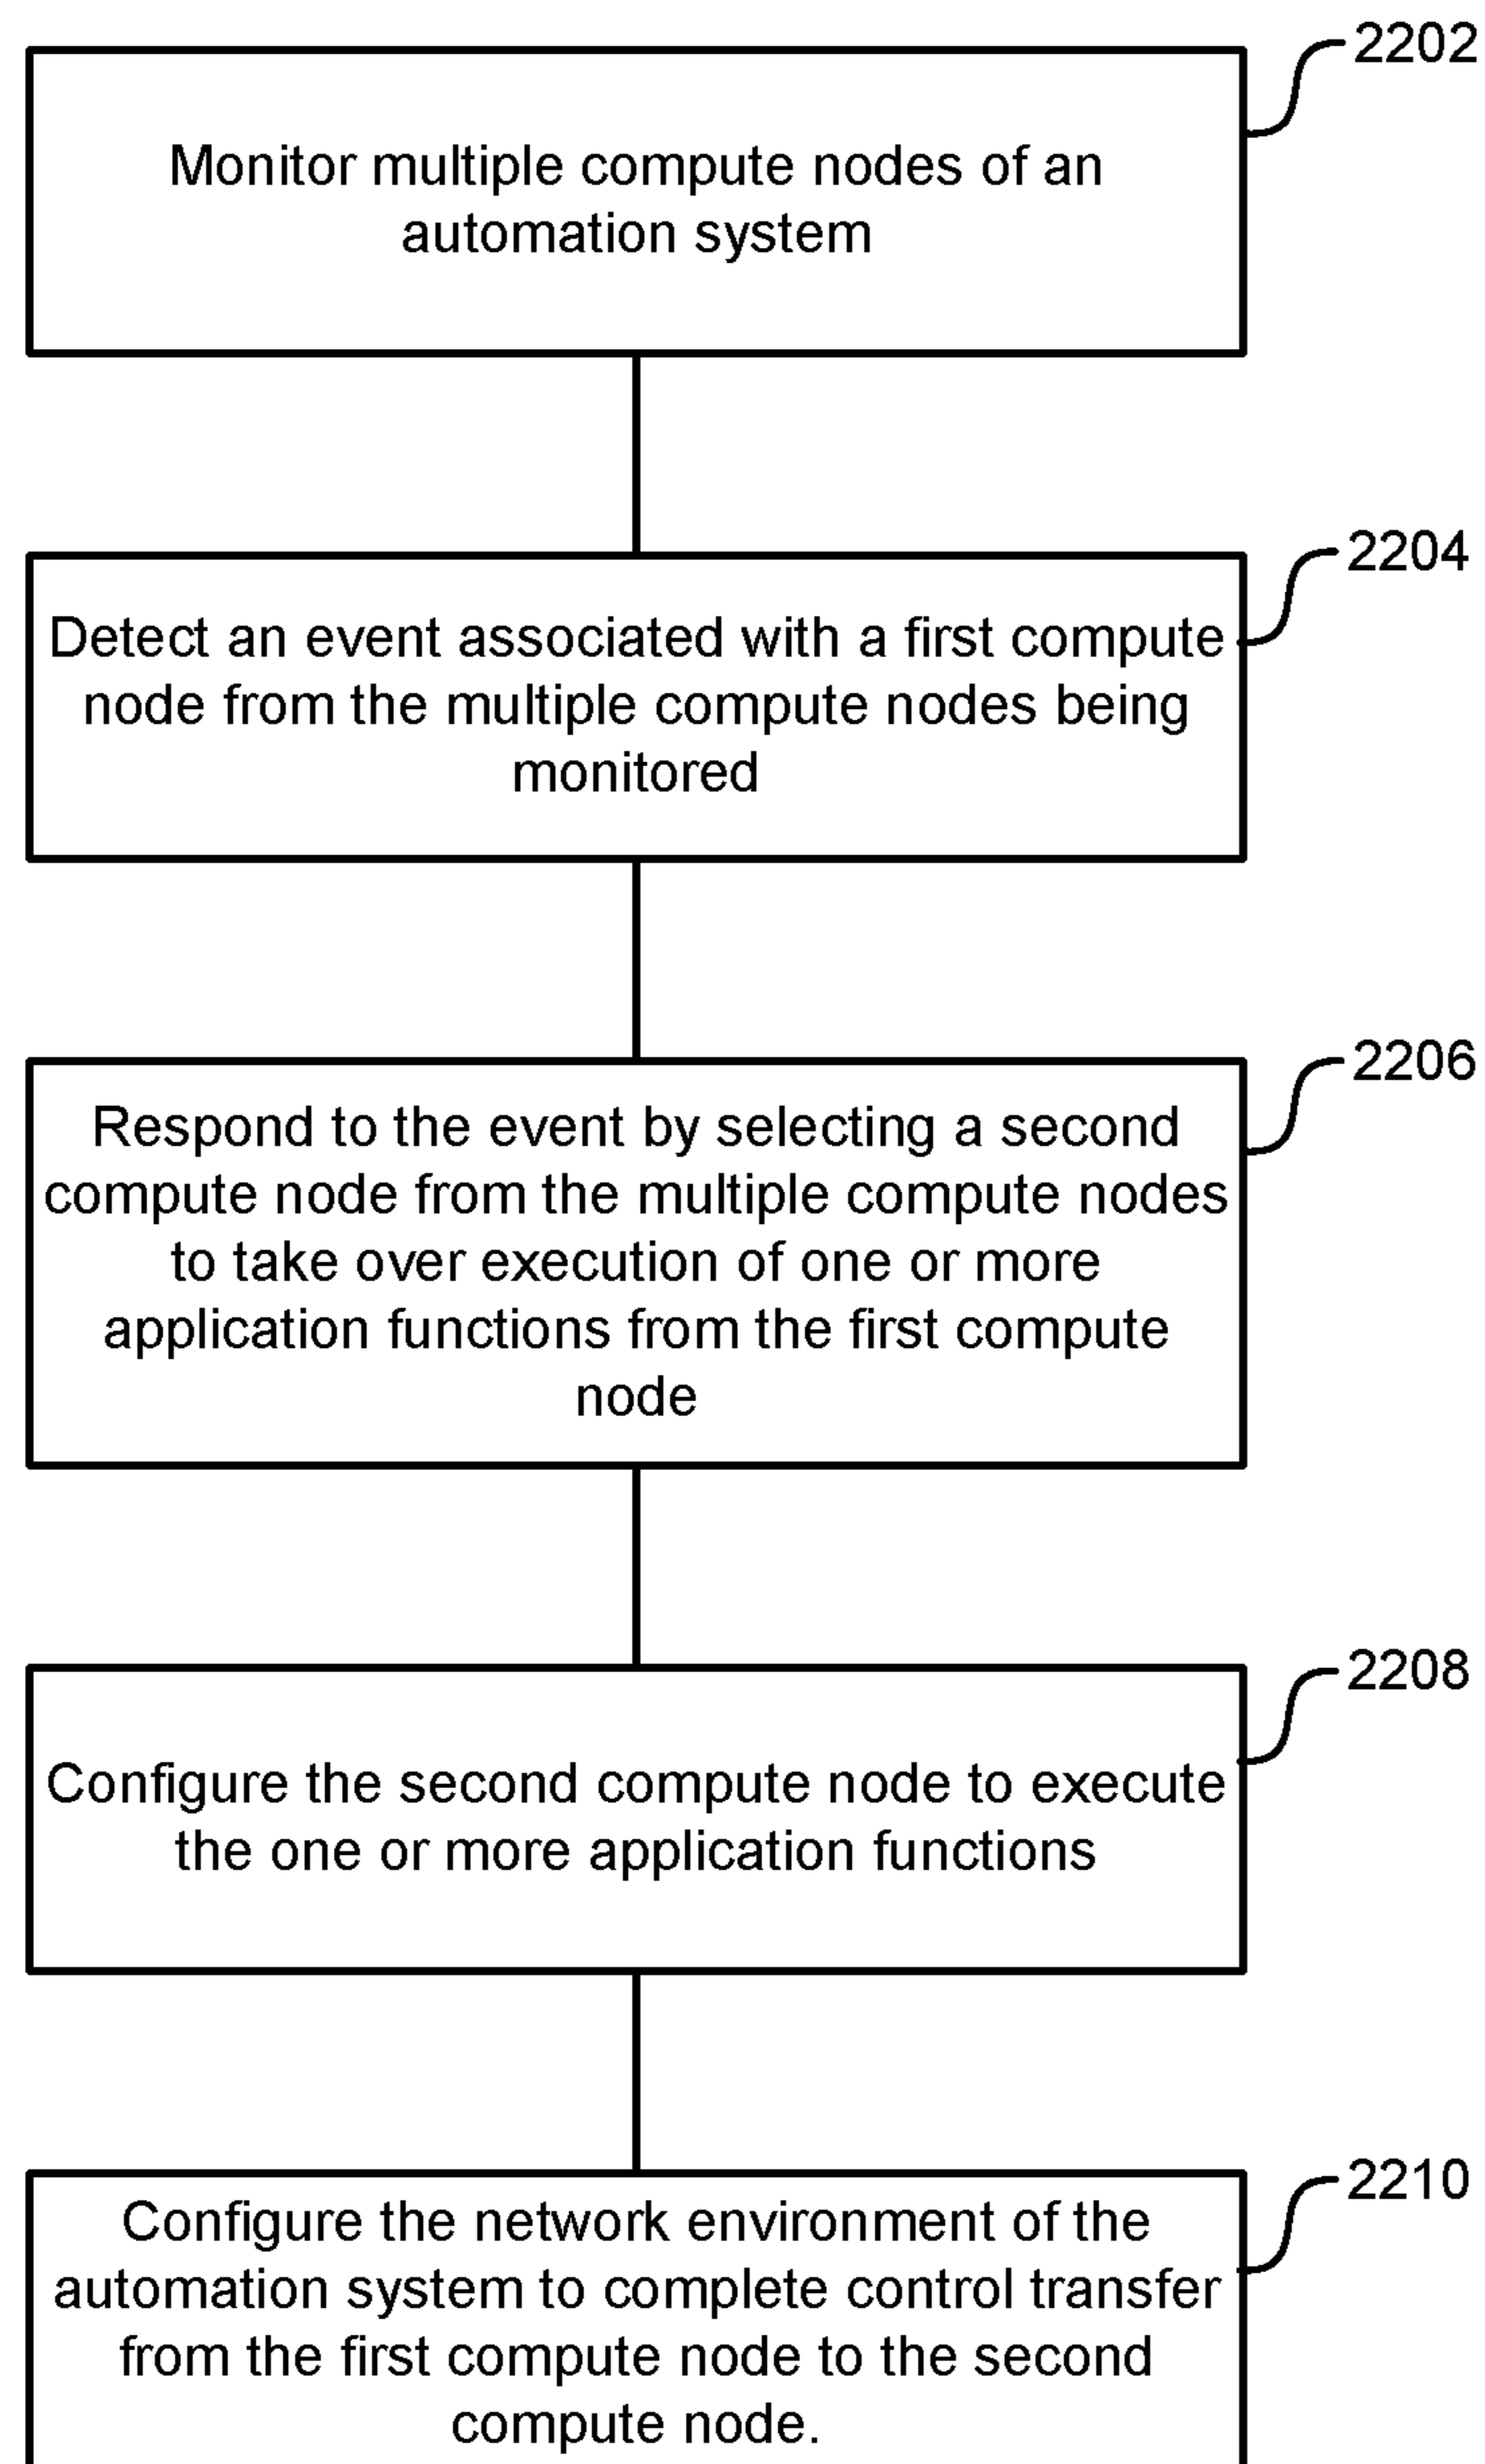 2202
Monitor multiple compute nodes of an
automation system
2204
Detect an event associated with a first compute
node from the multiple compute nodes being
monitored
2206
Respond to the event by selecting a second
compute node from the multiple compute nodes
to take over execution of one or more
application functions from the first compute
node
2208
Configure the second compute node to execute
the one or more application functions
2210
Configure the network environment of the
automation system to complete control transfer
from the first compute node to the second
compute node.